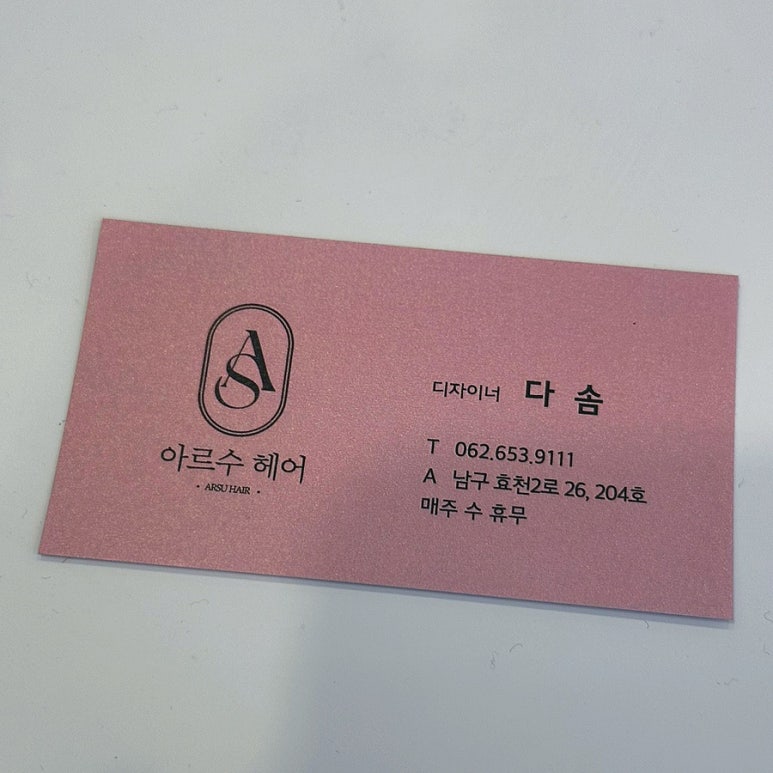 AS
아르수 헤어
• ARSU HAIR •
디자이너 다 솜
T 062.653.9111
A 남구 효천2로 26, 204호
매주 수 휴무